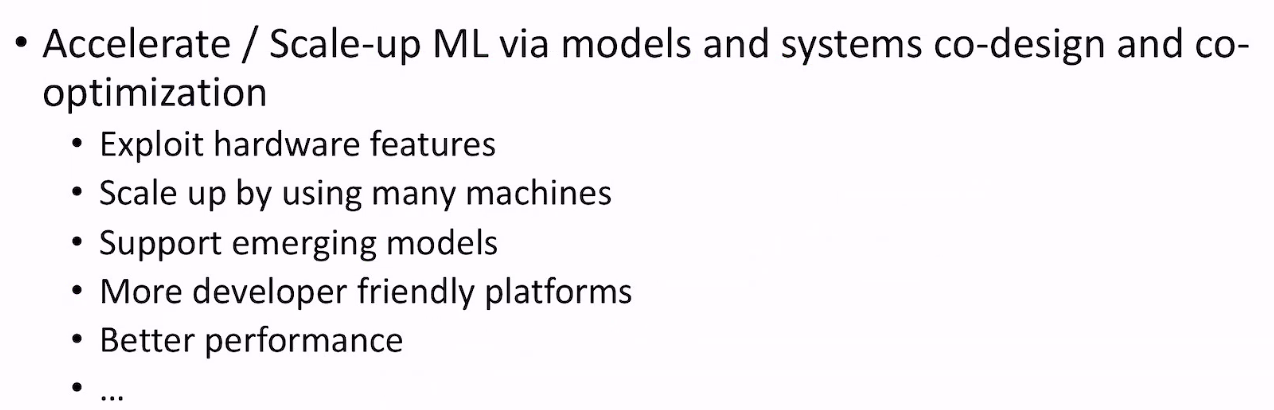 • Accelerate / Scale-up ML via models and systems co-design and co-
optimization
• Exploit hardware features
• Scale up by using many machines
• Support emerging models
• More developer friendly platforms
• Better performance
• ...